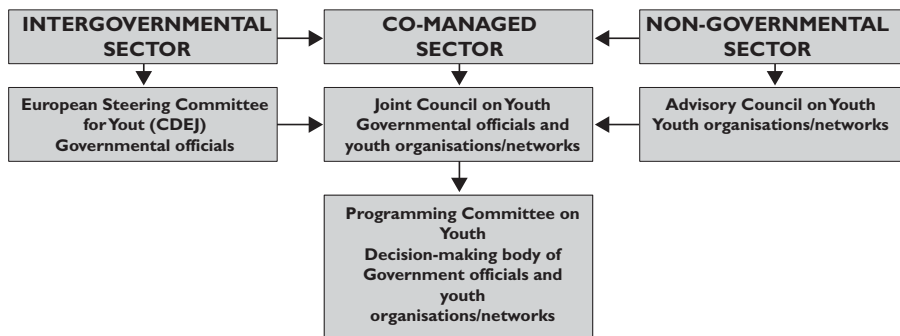 INTERGOVERNMENTAL
SECTOR
CO-MANAGED
SECTOR
NON-GOVERNMENTAL
SECTOR
European Steering Committee
for Yout (CDEJ)
Governmental officials
Joint Council on Youth
Governmental officials and
youth organisations/networks
Advisory Council on Youth
Youth organisations/networks
Programming Committee on
Youth
Decision-making body of
Government officials and
youth
organisations/networks